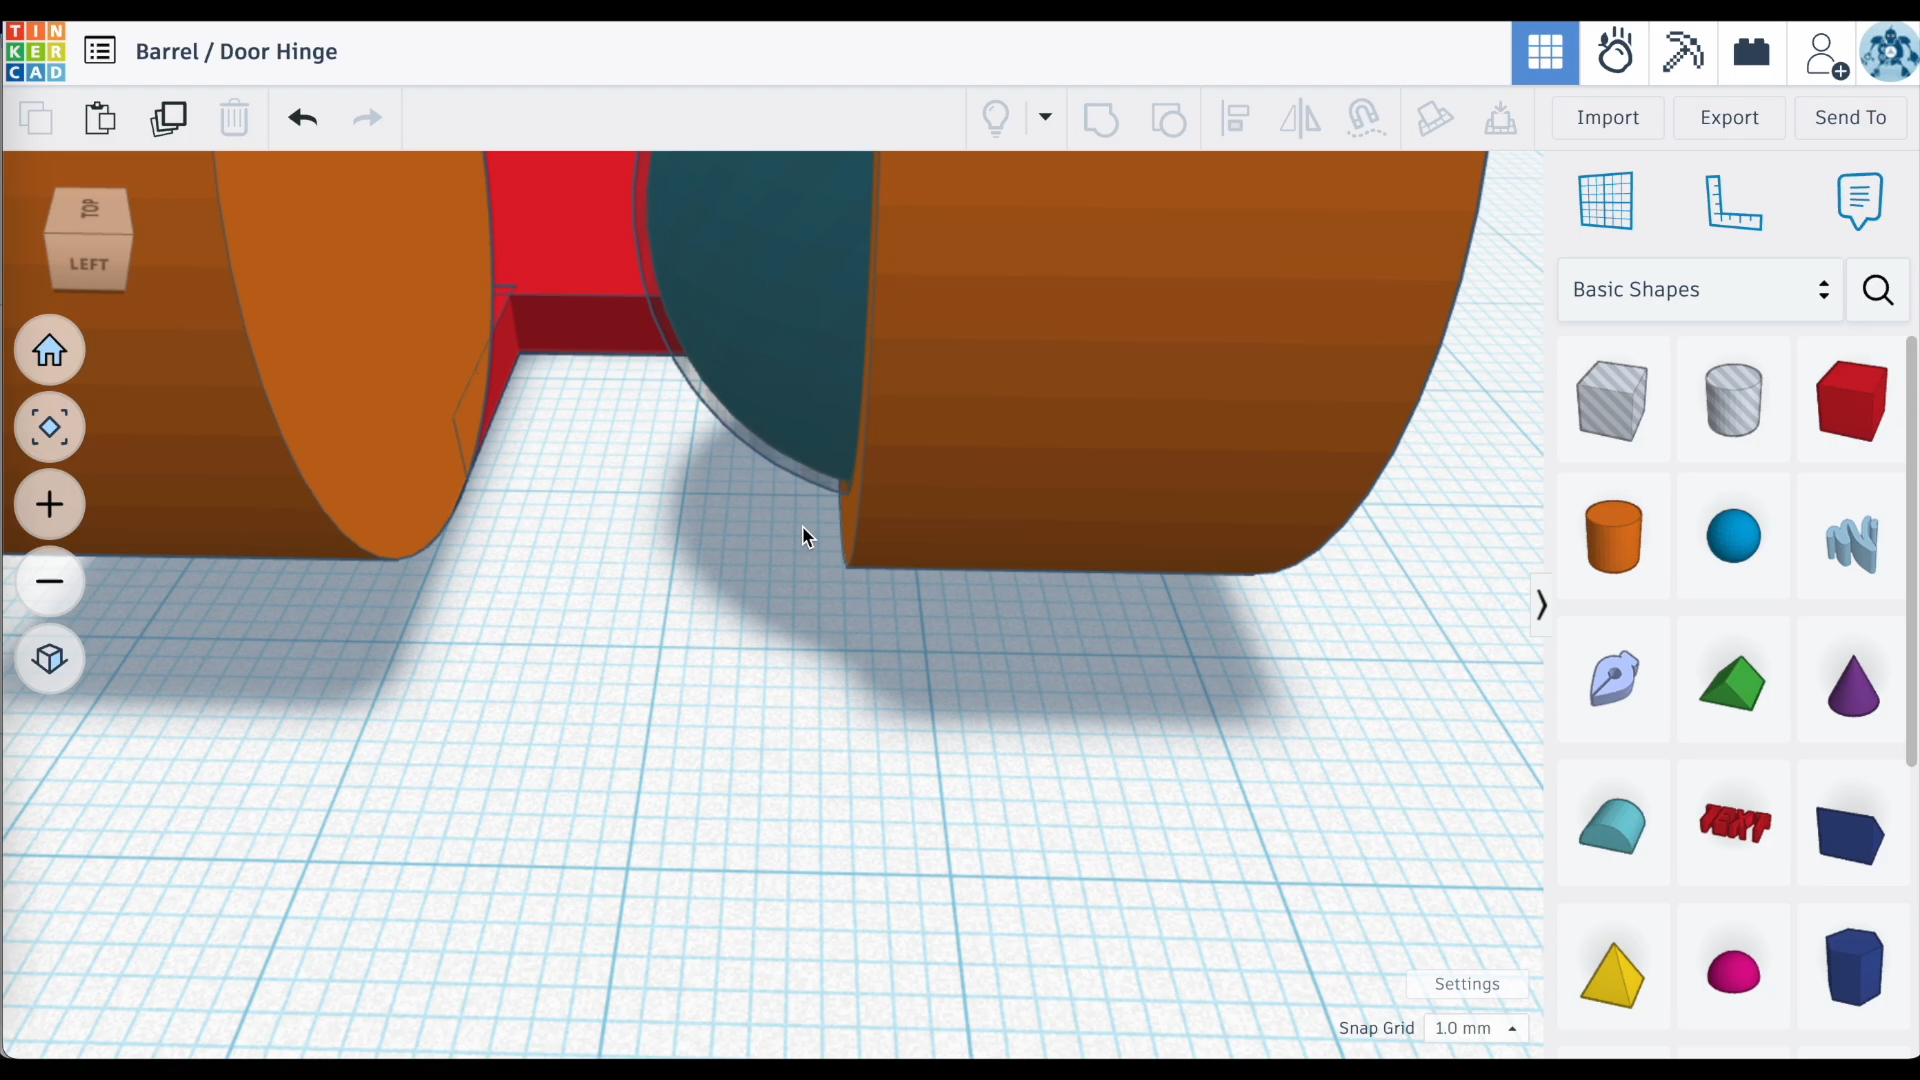 TIN
KER
CAD
Barrel / Door Hinge
Import
Export
Send To
TOP
LEFT
Basic Shapes
TEXT
Settings
Snap Grid
1.0 mm